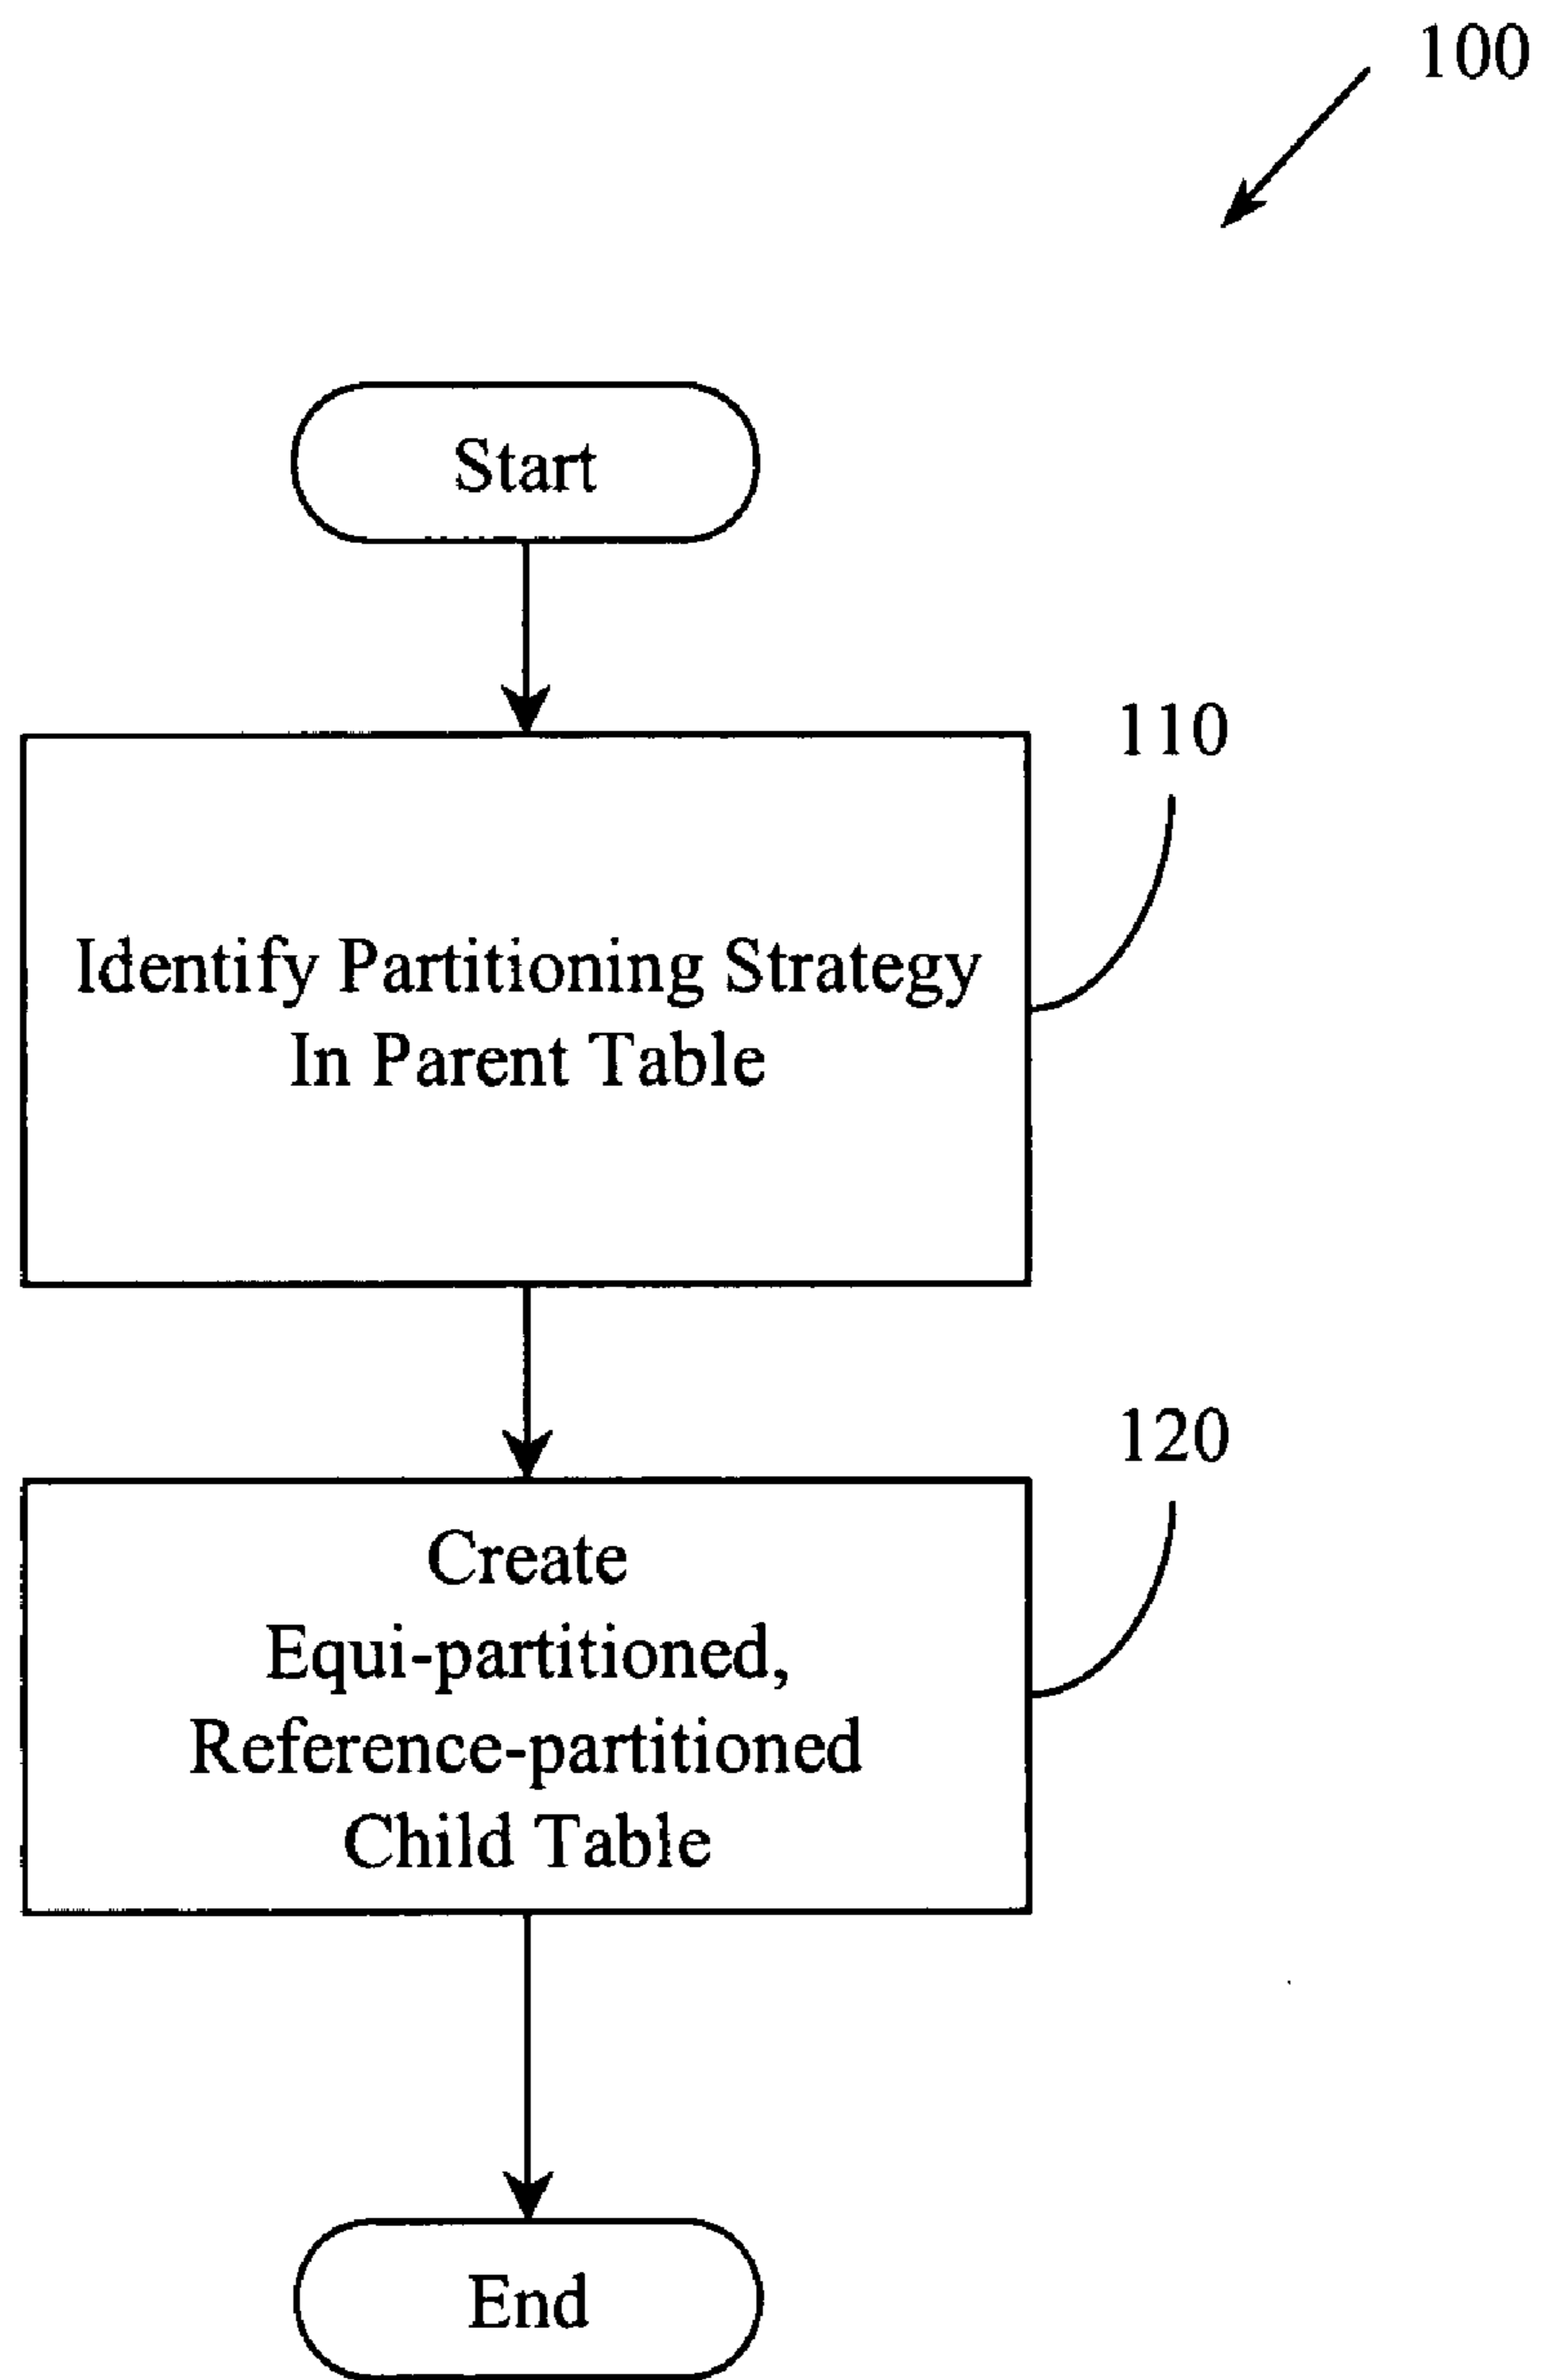 100
Start
110
Identify Partitioning Strategy
In Parent Table
120
Create
Equi-partitioned,
Reference-partitioned
Child Table
End